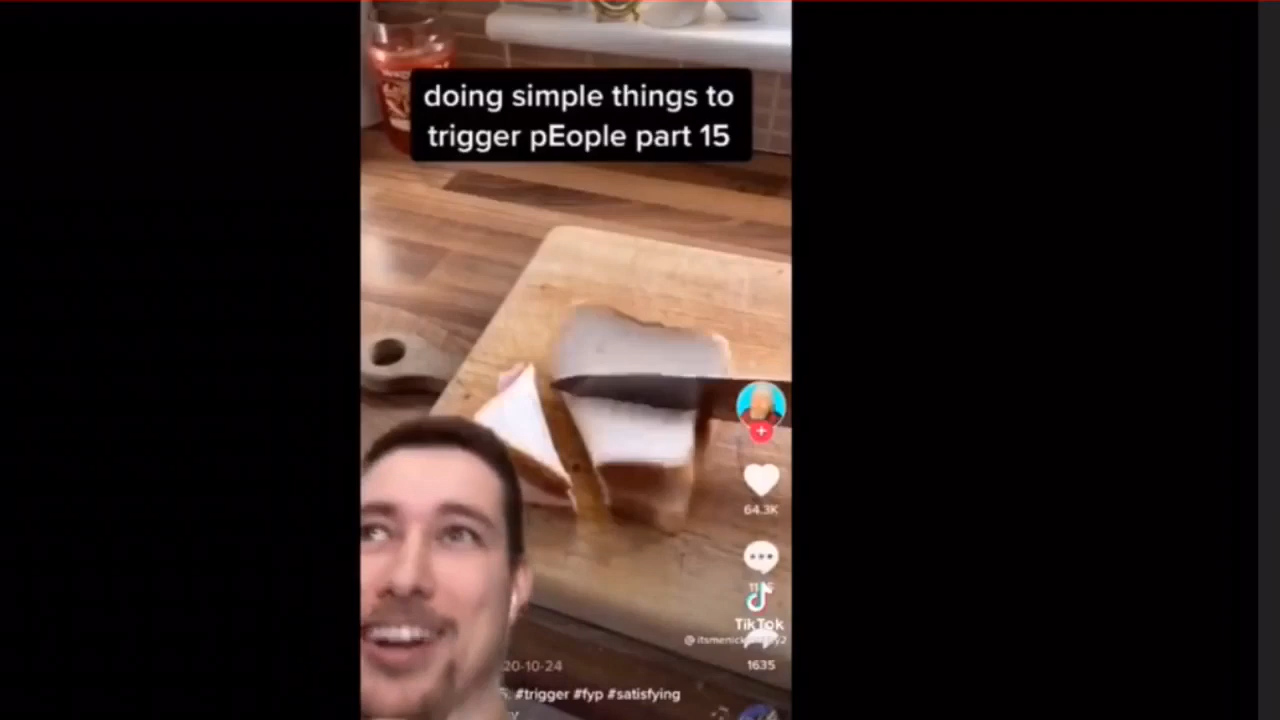 doing simple things to
trigger pEople part 15
64.3K
TikTok
1635
20-10-24
#trigger #fyp #satisfying